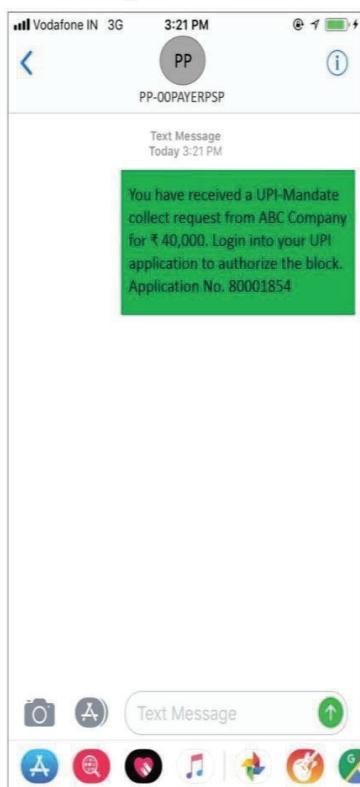 Vodafone IN 3G 3:21 PM
PP
PP-00PAYERPSP
Text Message
Today 3:21 PM
You have received a UPI-Mandate
collect request from ABC Company
for ₹ 40,000. Login into your UPI
application to authorize the block.
Application No. 80001854
Text Message